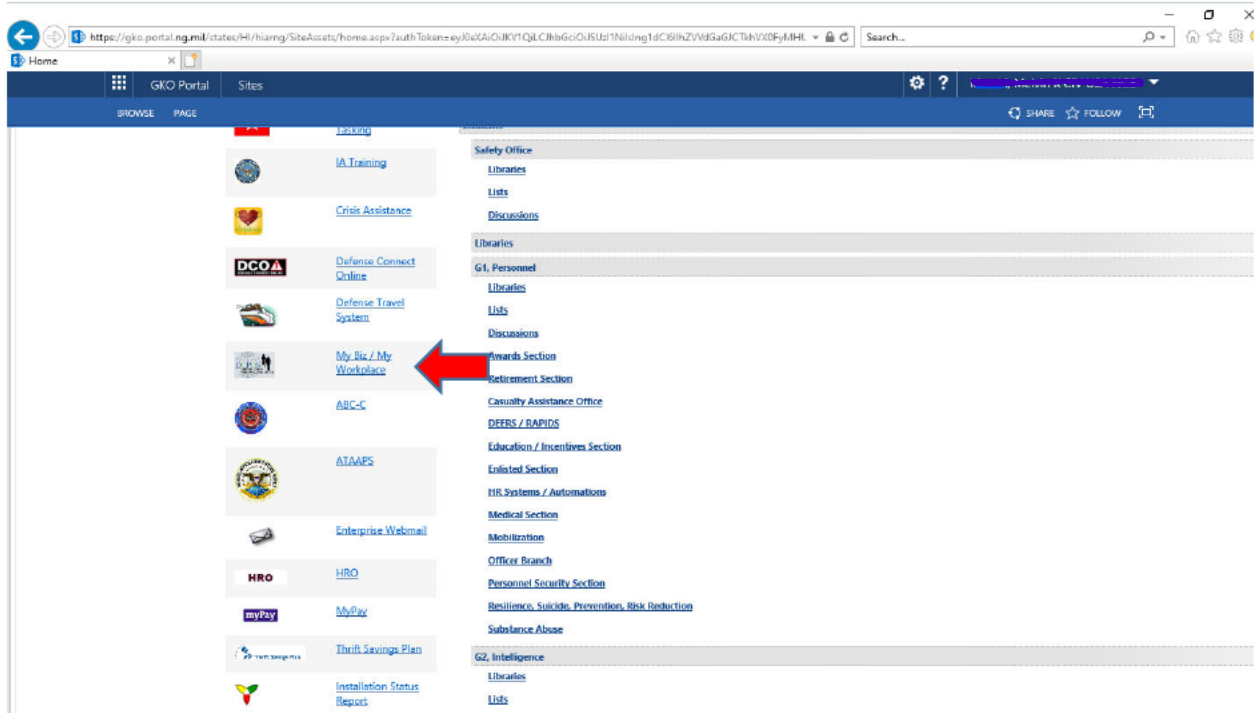 https://gko.portal.ng.mil/states/HI/hiarng/SiteAssets/home.aspx?authToken=
Search...
Home
GKO Portal Sites
BROWSE PAGE
SHARE FOLLOW
Tasking
IA Training
Crisis Assistance
DCO
Defense Connect
Online
Defense Travel
System
My Biz / My
Workplace
ABC-C
ATAAPS
Enterprise Webmail
HRO HRO
myPay MyPay
Thrift Savings Plan
Installation Status
Report
Safety Office
Libraries
Lists
Discussions
Libraries
G1, Personnel
Libraries
Lists
Discussions
Awards Section
Retirement Section
Casualty Assistance Office
DEERS / RAPIDS
Education / Incentives Section
Enlisted Section
HR Systems / Automations
Medical Section
Mobilization
Officer Branch
Personnel Security Section
Resilience, Suicide, Prevention, Risk Reduction
Substance Abuse
G2, Intelligence
Libraries
Lists